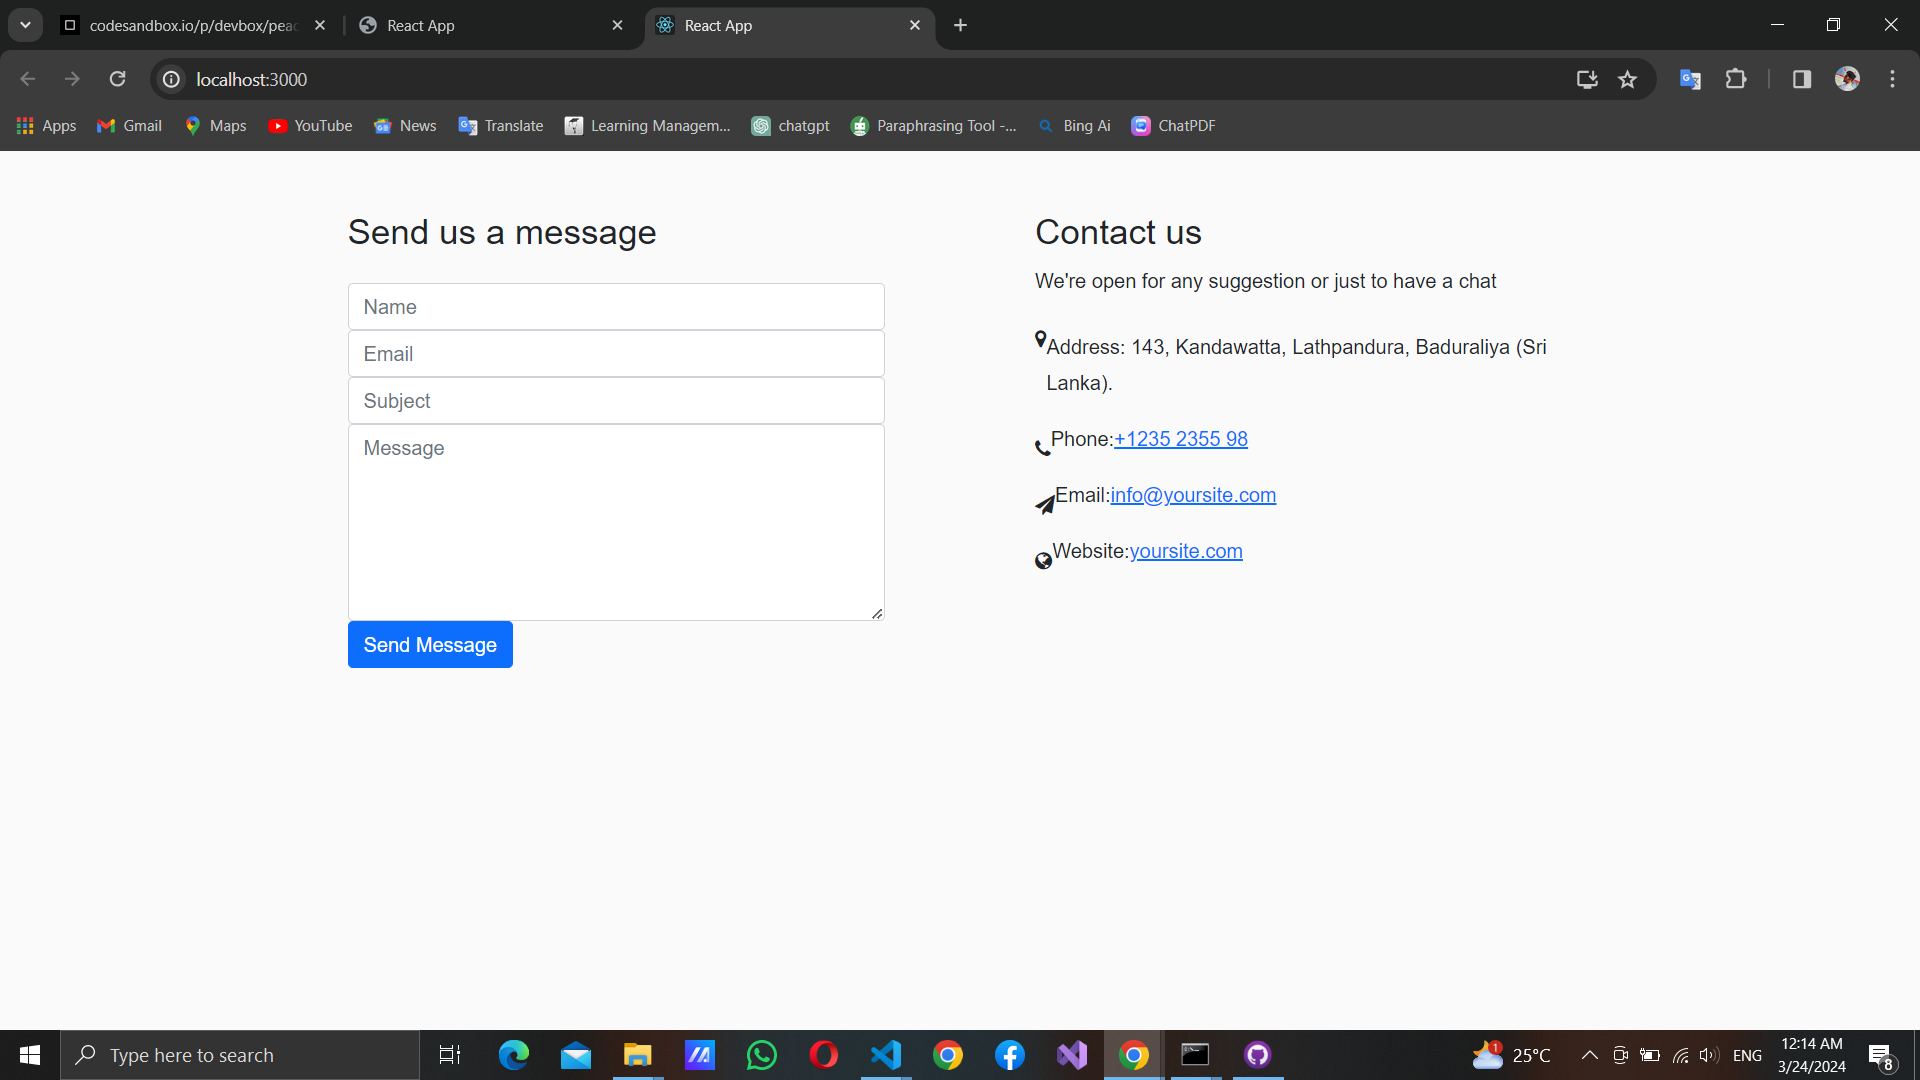 codesandbox.io/p/devbox/peac
React App
React App
localhost:3000
Apps
Gmail
Maps
YouTube
News
Translate
Learning Managem...
chatgpt
Paraphrasing Tool -...
Bing Ai
ChatPDF
Send us a message
Name
Email
Subject
Message
Send Message
Contact us
We're open for any suggestion or just to have a chat
Address: 143, Kandawatta, Lathpandura, Baduraliya (Sri
Lanka).
Phone:+1235 2355 98
Email:info@yoursite.com
Website:yoursite.com
Type here to search
1
25°C
ENG
12:14 AM
3/24/2024
8